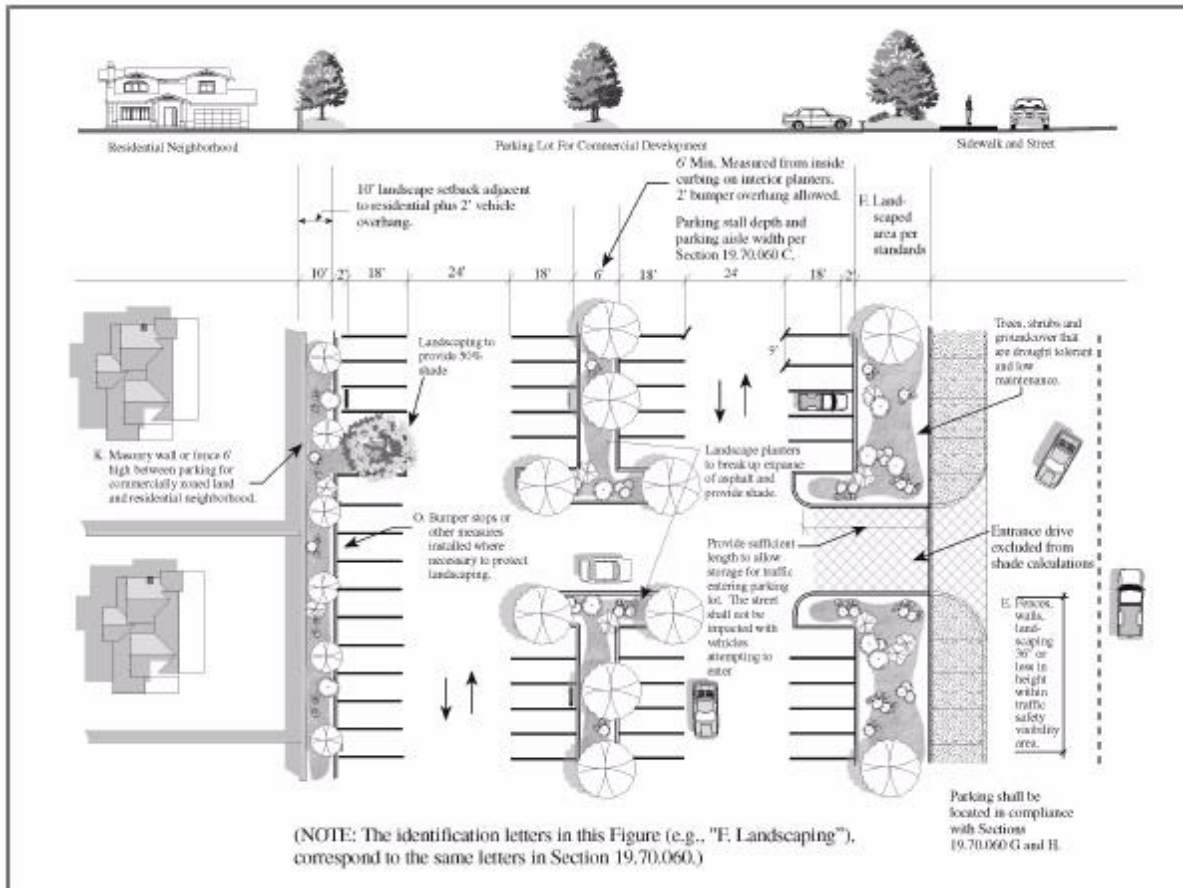 Residential Neighborhood
Parking Lot For Commercial Development
Sidewalk and Street
10' landscape setback adjacent
to residential plus 2' vehicle
overhang.
6' Min. Measured from inside
curbing on interior planters.
2' bumper overhang allowed.
Parking stall depth and
parking aisle width per
Section 19.70.060 C.
F. Land-
scaped
area per
standards
10' 2' 18' 24' 18' 6' 18' 24' 18' 2'
Landscaping to
provide 50%
shade
9'
Trees, shrubs and
groundcover that
are drought tolerant
and low
maintenance.
K. Masonry wall or fence 6'
high between parking for
commercially zoned land
and residential neighborhood.
Landscape planters
to break up expanse
of asphalt and
provide shade.
O. Bumper stops or
other measures
installed where
necessary to protect
landscaping.
Provide sufficient
length to allow
storage for traffic
entering parking
lot. The street
shall not be
impacted with
vehicles
attempting to
enter
Entrance drive
excluded from
shade calculations
E. Fences,
walls,
land-
scaping
36" or
less in
height
within
traffic
safety
visibility
area.
Parking shall be
located in compliance
with Sections
19.70.060 G and H.
(NOTE: The identification letters in this Figure (e.g., "F. Landscaping"),
correspond to the same letters in Section 19.70.060.)